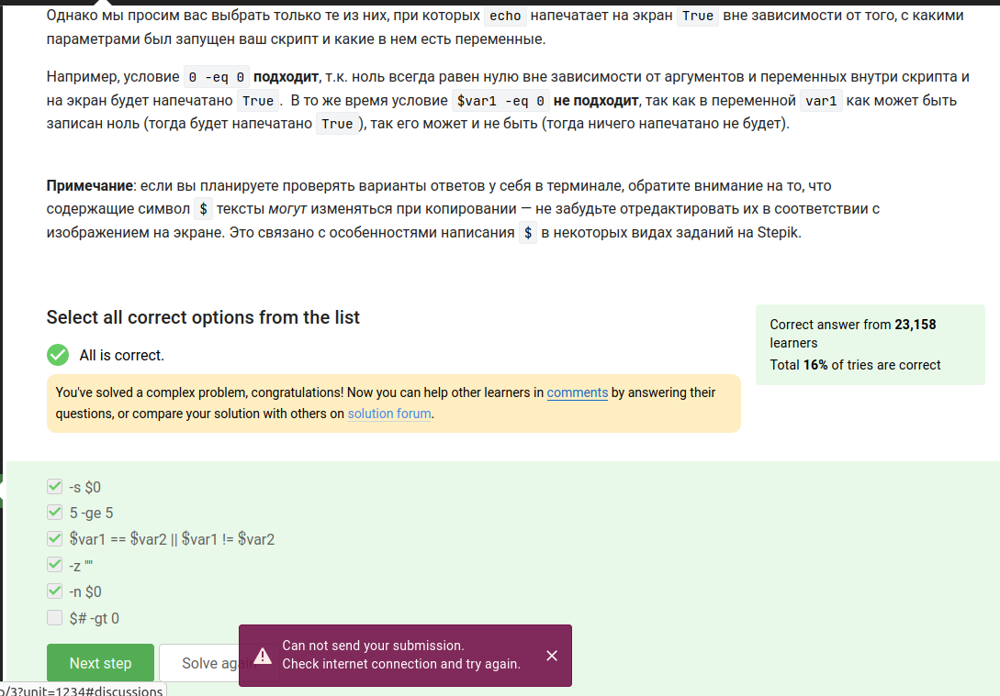 Однако мы просим вас выбрать только те из них, при которых echo напечатает на экран True вне зависимости от того, с какими
параметрами был запущен ваш скрипт и какие в нем есть переменные.
Например, условие 0 -eq 0 подходит, т.к. ноль всегда равен нулю вне зависимости от аргументов и переменных внутри скрипта и
на экран будет напечатано True. В то же время условие $var1 -eq 0 не подходит, так как в переменной var1 как может быть
записан ноль (тогда будет напечатано True), так его может и не быть (тогда ничего напечатано не будет).
Примечание: если вы планируете проверять варианты ответов у себя в терминале, обратите внимание на то, что
содержащие символ $ тексты могут изменяться при копировании — не забудьте отредактировать их в соответствии с
изображением на экране. Это связано с особенностями написания $ в некоторых видах заданий на Stepik.
Select all correct options from the list
Correct answer from 23,158
learners
Total 16% of tries are correct
All is correct.
You've solved a complex problem, congratulations! Now you can help other learners in comments by answering their
questions, or compare your solution with others on solution forum.
-s $0
5 -ge 5
$var1 == $var2 || $var1 != $var2
-z ""
-n $0
$# -gt 0
Next step
Solve again
Can not send your submission.
Check internet connection and try again.
o/3?unit=1234#discussions